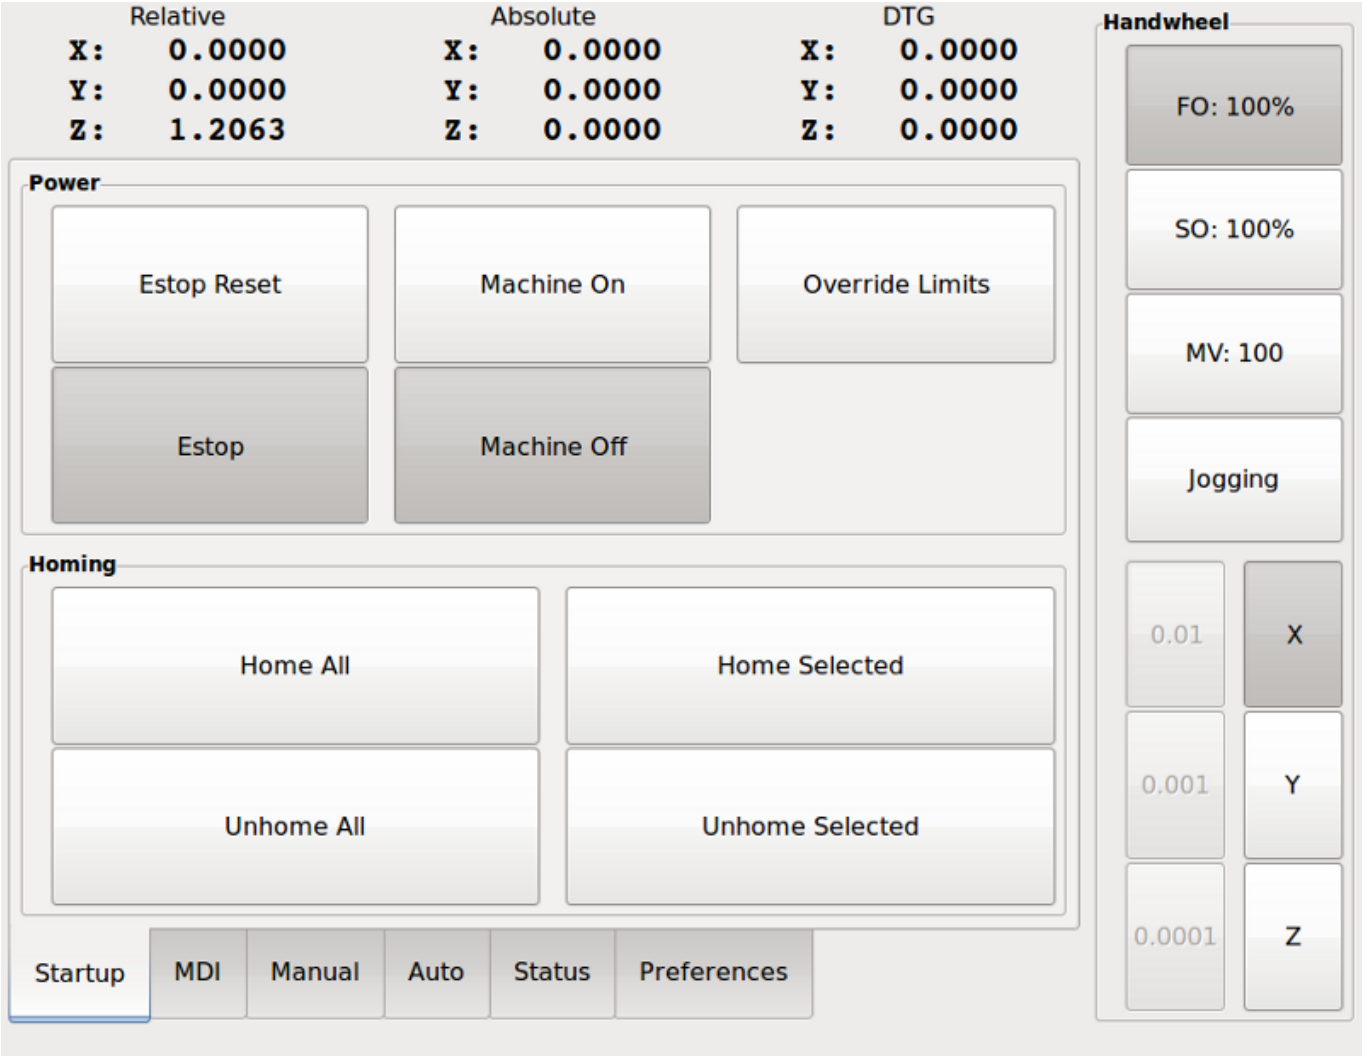 Relative Absolute DTG
X: 0.0000 X: 0.0000 X: 0.0000
Y: 0.0000 Y: 0.0000 Y: 0.0000
Z: 1.2063 Z: 0.0000 Z: 0.0000
Power
Estop Reset Machine On Override Limits
Estop Machine Off
Homing
Home All Home Selected
Unhome All Unhome Selected
Startup MDI Manual Auto Status Preferences
Handwheel
FO: 100%
SO: 100%
MV: 100
Jogging
0.01 X
0.001 Y
0.0001 Z